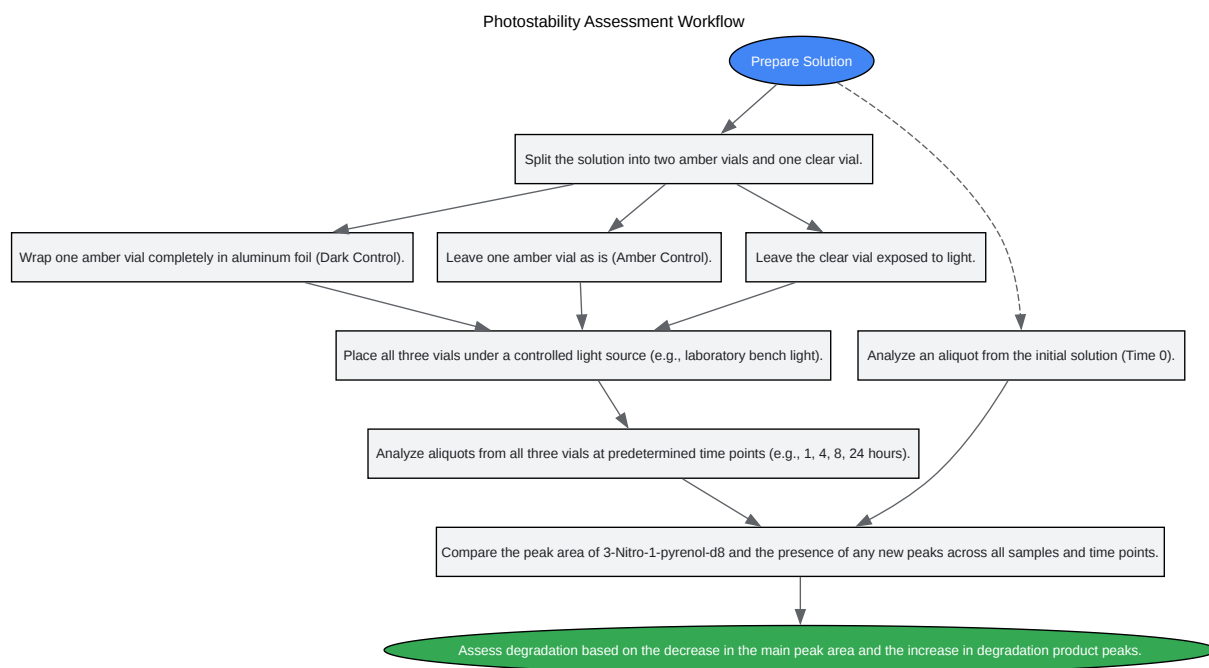 Photostability Assessment Workflow
Prepare Solution
Split the solution into two amber vials and one clear vial.
Wrap one amber vial completely in aluminum foil (Dark Control).
Leave one amber vial as is (Amber Control).
Leave the clear vial exposed to light.
Place all three vials under a controlled light source (e.g., laboratory bench light).
Analyze an aliquot from the initial solution (Time 0).
Analyze aliquots from all three vials at predetermined time points (e.g., 1, 4, 8, 24 hours).
Compare the peak area of 3-Nitro-1-pyrenol-d8 and the presence of any new peaks across all samples and time points.
Assess degradation based on the decrease in the main peak area and the increase in degradation product peaks.